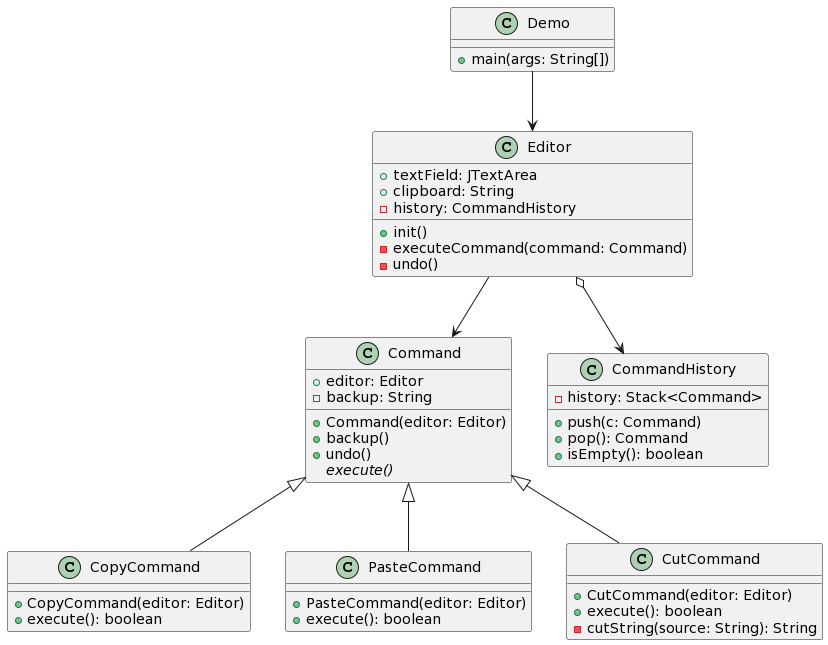 C Demo
main(args: String[])
C Editor
textField: JTextArea
clipboard: String
history: CommandHistory
init()
executeCommand(command: Command)
undo()
C Command
editor: Editor
backup: String
Command(editor: Editor)
backup()
undo()
execute()
C CommandHistory
history: Stack<Command>
push(c: Command)
pop(): Command
isEmpty(): boolean
C CopyCommand
CopyCommand(editor: Editor)
execute(): boolean
C PasteCommand
PasteCommand(editor: Editor)
execute(): boolean
C CutCommand
CutCommand(editor: Editor)
execute(): boolean
cutString(source: String): String